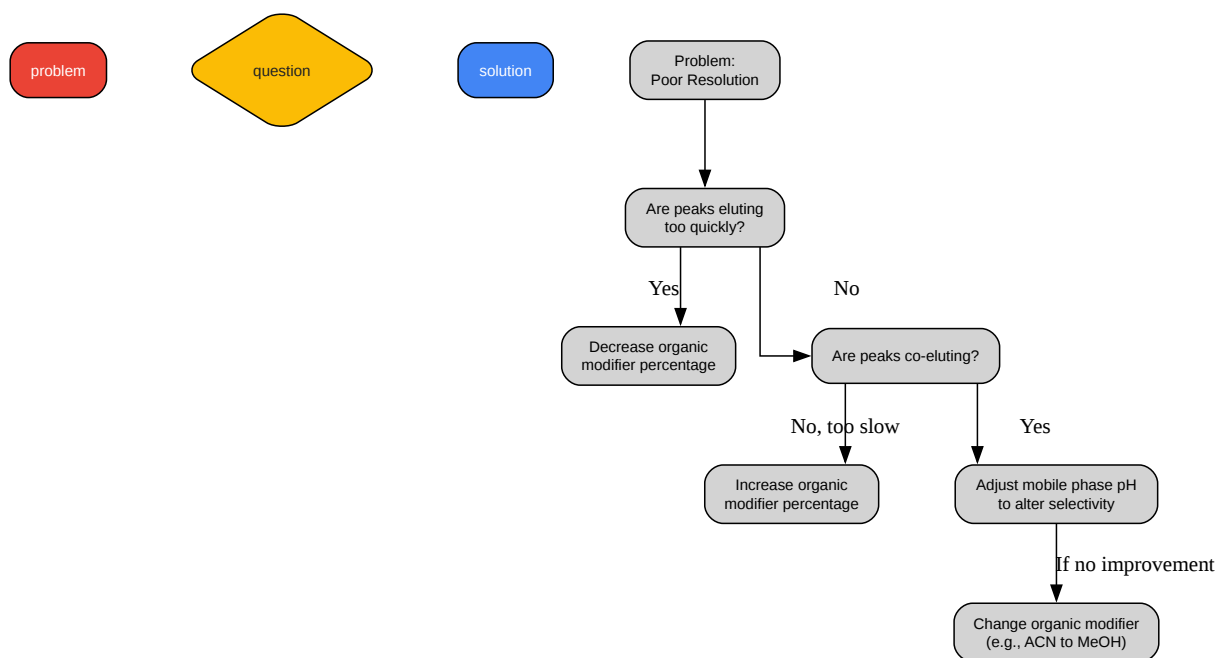 problem
question
solution
Problem:
Poor Resolution
Are peaks eluting
too quickly?
Yes
No
Decrease organic
modifier percentage
Are peaks co-eluting?
No, too slow
Yes
Increase organic
modifier percentage
Adjust mobile phase pH
to alter selectivity
If no improvement
Change organic modifier
(e.g., ACN to MeOH)